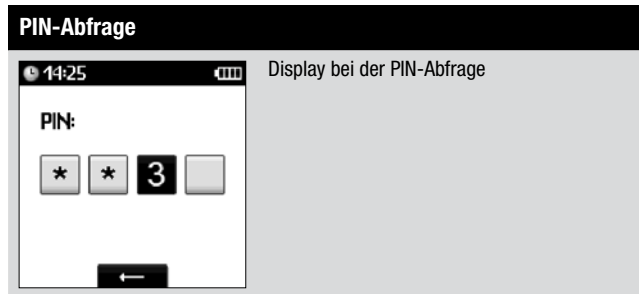 PIN-Abfrage
14:25
Display bei der PIN-Abfrage
PIN:
* * 3
←